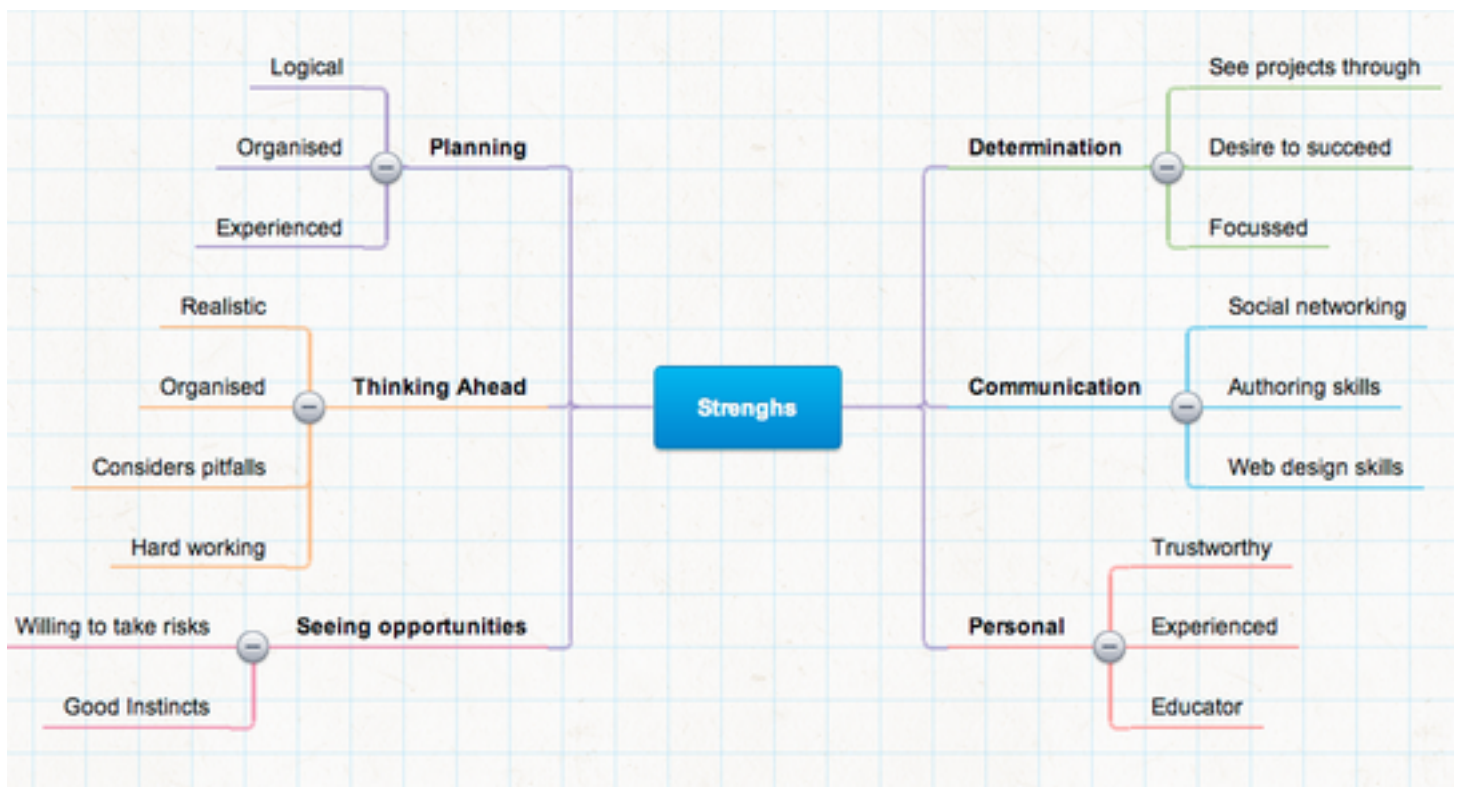 Strenghs
Planning
Logical
Organised
Experienced
Thinking Ahead
Realistic
Organised
Considers pitfalls
Hard working
Seeing opportunities
Willing to take risks
Good Instincts
Determination
See projects through
Desire to succeed
Focussed
Communication
Social networking
Authoring skills
Web design skills
Personal
Trustworthy
Experienced
Educator